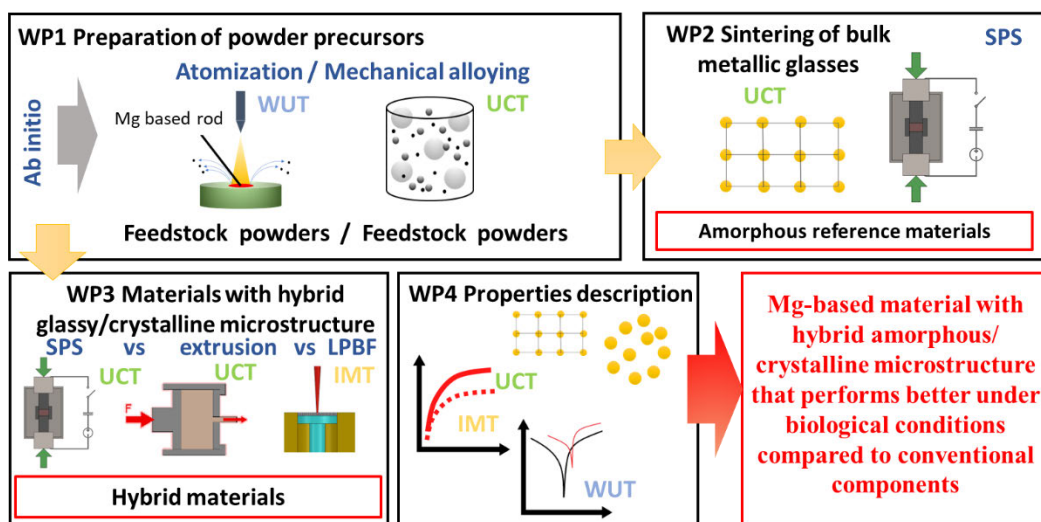 WP1 Preparation of powder precursors
Atomization / Mechanical alloying
WUT
UCT
Mg based rod
Ab initio
Feedstock powders / Feedstock powders
WP2 Sintering of bulk
metallic glasses
SPS
UCT
Amorphous reference materials
WP3 Materials with hybrid
glassy/crystalline microstructure
SPS vs extrusion vs LPBF
UCT UCT IMT
F
Hybrid materials
WP4 Properties description
UCT
IMT
WUT
Mg-based material with
hybrid amorphous/
crystalline microstructure
that performs better under
biological conditions
compared to conventional
components